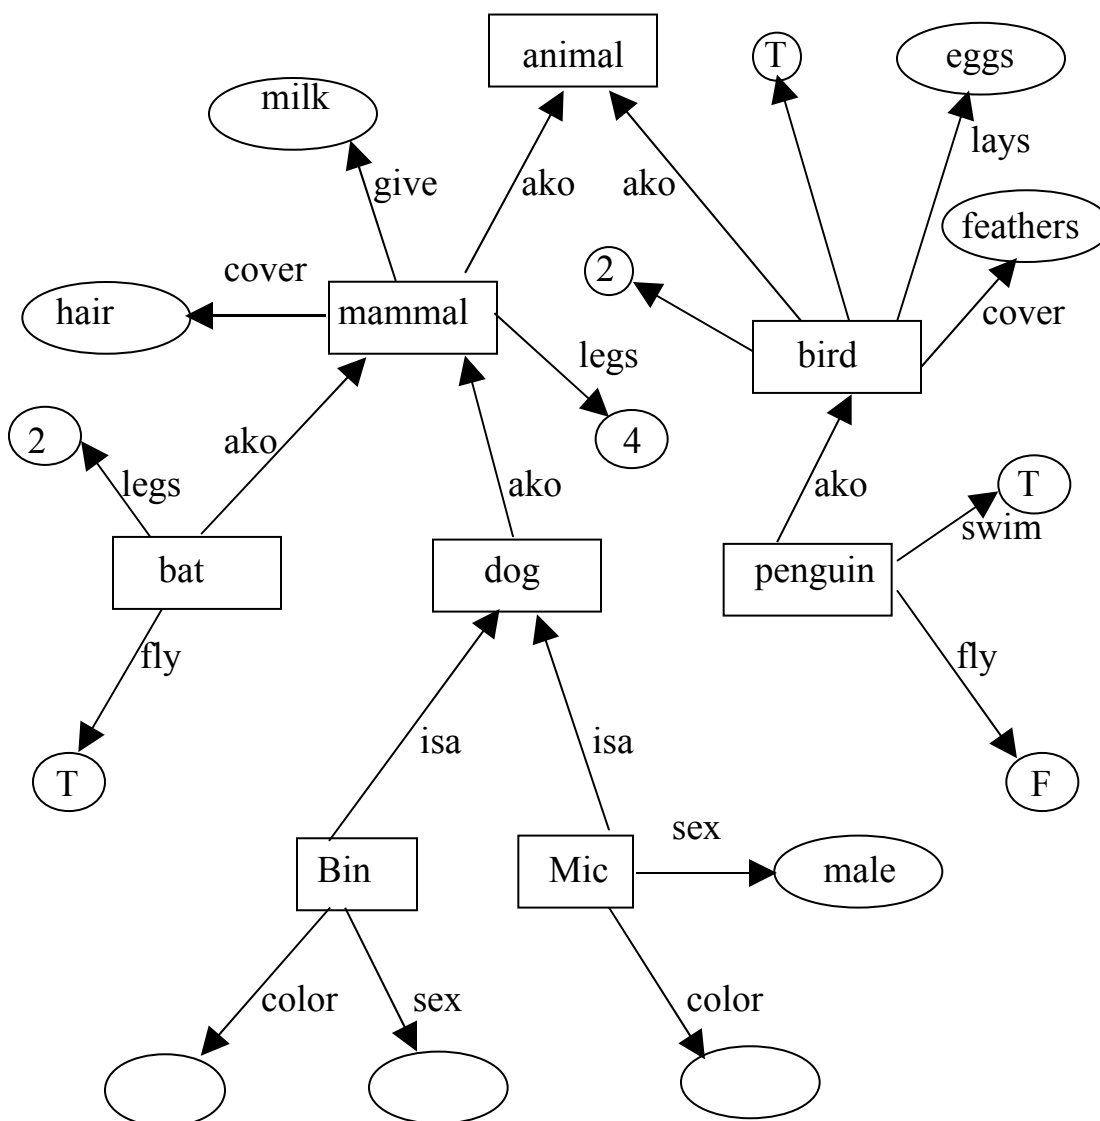 animal
T
eggs
milk
lays
give
ako
ako
feathers
cover
2
hair
mammal
cover
bird
legs
2
ako
4
legs
ako
ako
T
swim
bat
dog
penguin
fly
fly
isa
isa
T
F
sex
Bin
Mic
male
color
sex
color